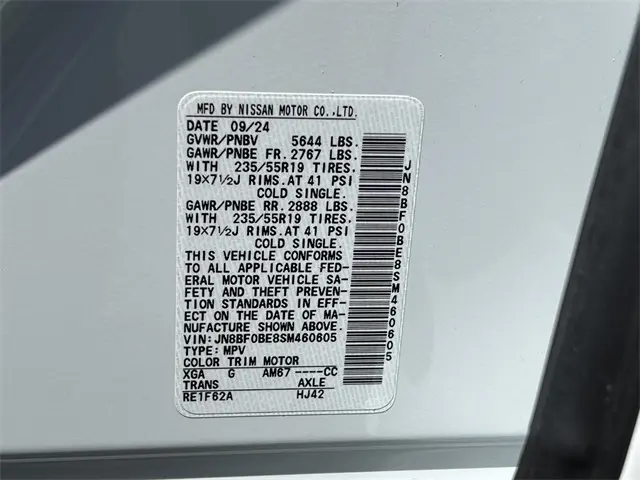 MFD BY NISSAN MOTOR CO.,LTD.
DATE 09/24
GVWR/PNBV 5644 LBS.
GAWR/PNBE FR. 2767 LBS.
WITH 235/55R19 TIRES.
19×7½J RIMS.AT 41 PSI
COLD SINGLE.
GAWR/PNBE RR. 2888 LBS.
WITH 235/55R19 TIRES.
19×7½J RIMS.AT 41 PSI
COLD SINGLE.
THIS VEHICLE CONFORMS
TO ALL APPLICABLE FED-
ERAL MOTOR VEHICLE SA-
FETY AND THEFT PREVEN-
TION STANDARDS IN EFF-
ECT ON THE DATE OF MA-
NUFACTURE SHOWN ABOVE.
VIN: JN8BF0BE8SM460605
TYPE: MPV
COLOR TRIM MOTOR
XGA G AM67 ----CC
TRANS AXLE
RE1F62A HJ42
JN8BF0BE8SM460605